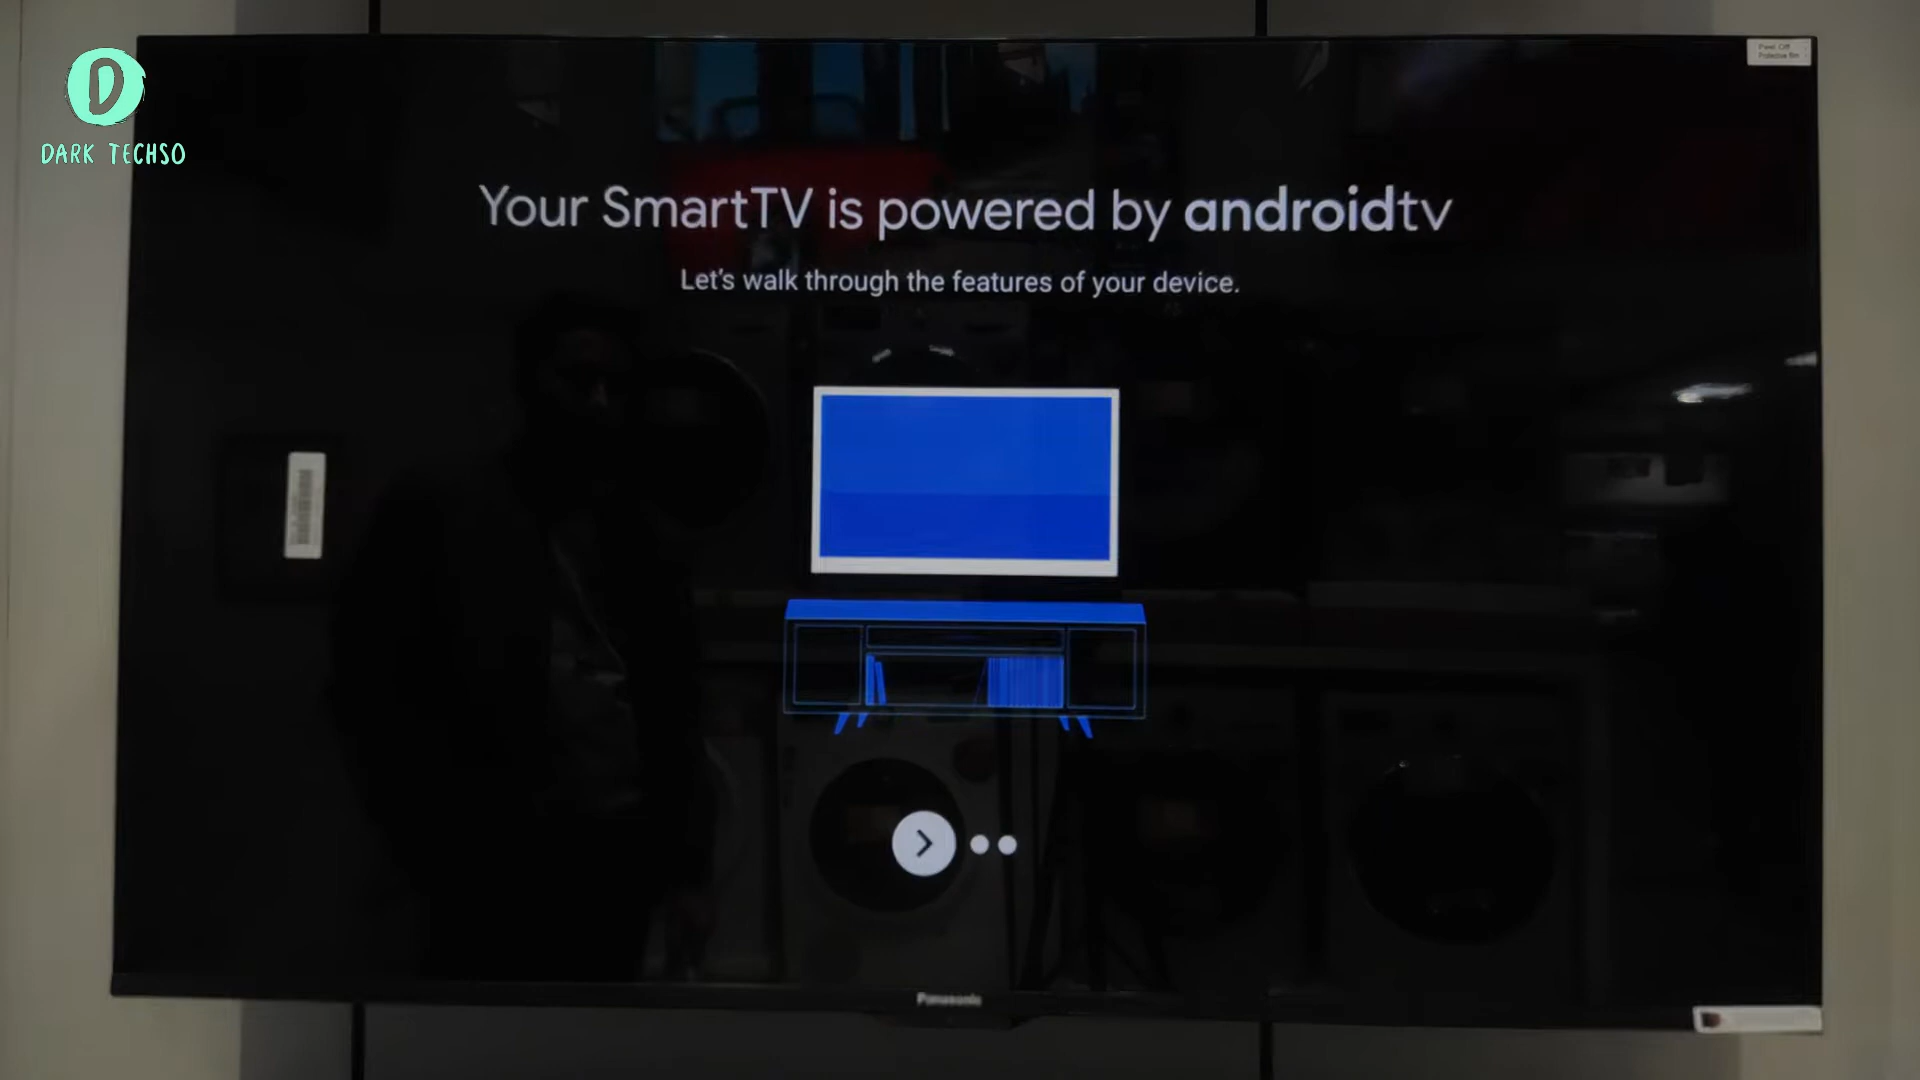 D
DARK TECHSO
Your SmartTV is powered by androidtv
Let's walk through the features of your device.
Panasonic